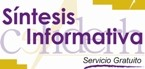 Síntesis
Informativa
Servicio Gratuito